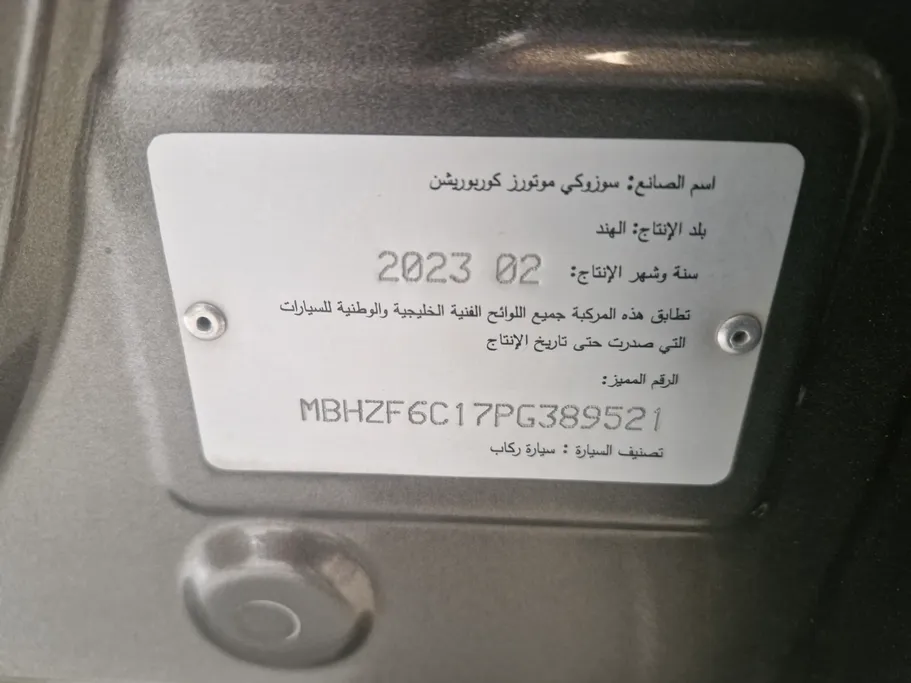 اسم الصانع: سوزوكي موتورز كوربوريشن
بلد الإنتاج: الهند
سنة وشهر الإنتاج: 2023 02
تطابق هذه المركبة جميع اللوائح الفنية الخليجية والوطنية للسيارات
التي صدرت حتى تاريخ الإنتاج
الرقم المميز:
MBHZF6C17PG389521
تصنيف السيارة : سيارة ركاب